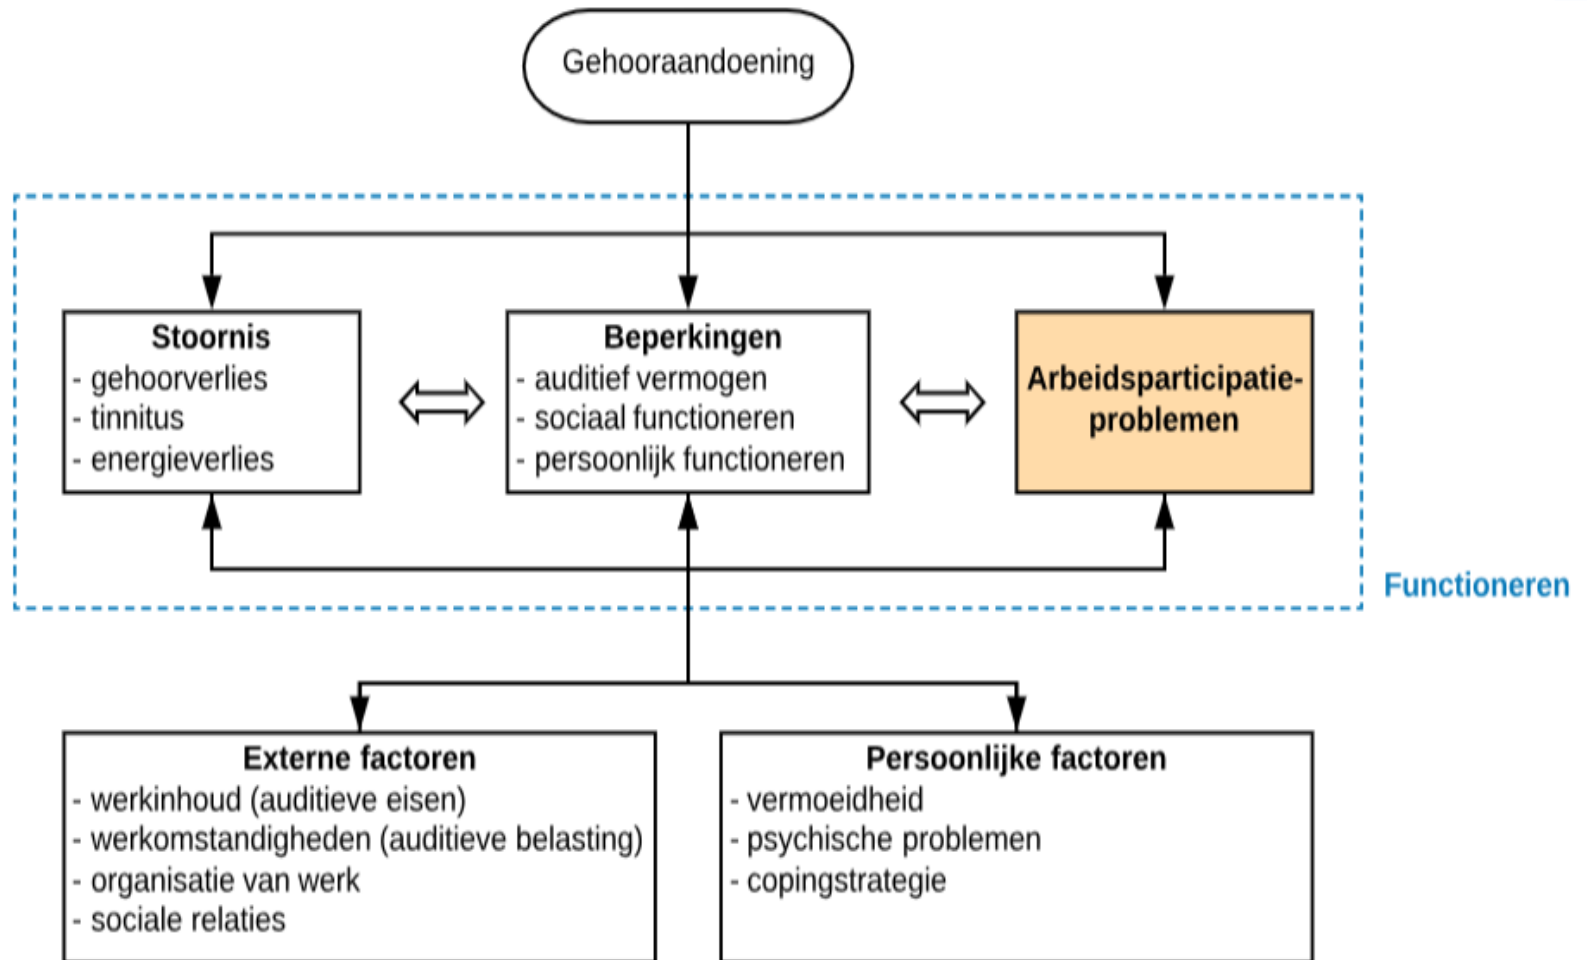 Gehooraandoening
Stoornis
- gehoorverlies
- tinnitus
- energieverlies
Beperkingen
- auditief vermogen
- sociaal functioneren
- persoonlijk functioneren
Arbeidsparticipatie-
problemen
Functioneren
Externe factoren
- werkinhoud (auditieve eisen)
- werkomstandigheden (auditieve belasting)
- organisatie van werk
- sociale relaties
Persoonlijke factoren
- vermoeidheid
- psychische problemen
- copingstrategie